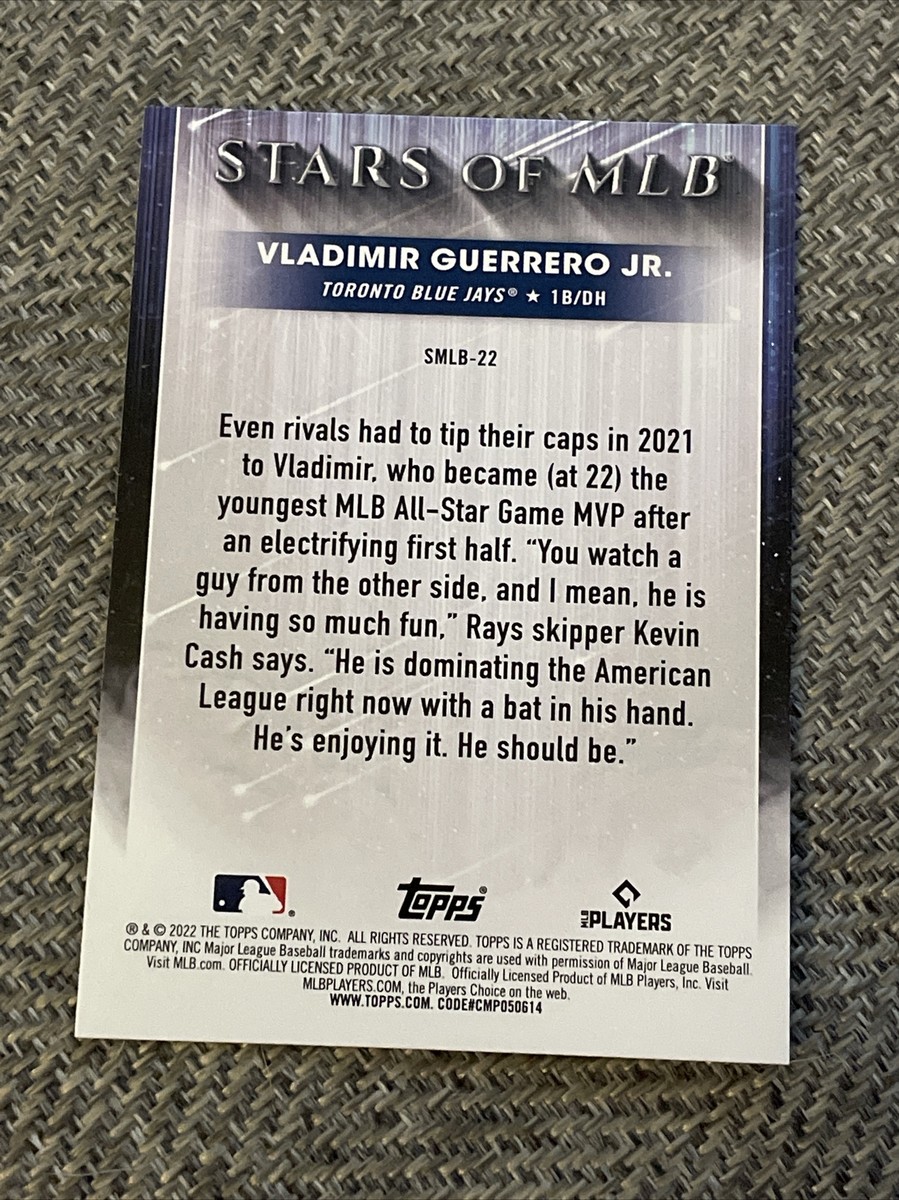 STARS OF MLB®
VLADIMIR GUERRERO JR.
TORONTO BLUE JAYS® ★ 1B/DH
SMLB-22
Even rivals had to tip their caps in 2021
to Vladimir, who became (at 22) the
youngest MLB All-Star Game MVP after
an electrifying first half. “You watch a
guy from the other side, and I mean, he is
having so much fun,” Rays skipper Kevin
Cash says. “He is dominating the American
League right now with a bat in his hand.
He’s enjoying it. He should be.”
®
topps®
MLB PLAYERS
® & © 2022 THE TOPPS COMPANY, INC. ALL RIGHTS RESERVED. TOPPS IS A REGISTERED TRADEMARK OF THE TOPPS
COMPANY, INC Major League Baseball trademarks and copyrights are used with permission of Major League Baseball.
Visit MLB.com. OFFICIALLY LICENSED PRODUCT OF MLB. Officially Licensed Product of MLB Players, Inc. Visit
MLBPLAYERS.COM, the Players Choice on the web.
WWW.TOPPS.COM. CODE#CMP050614